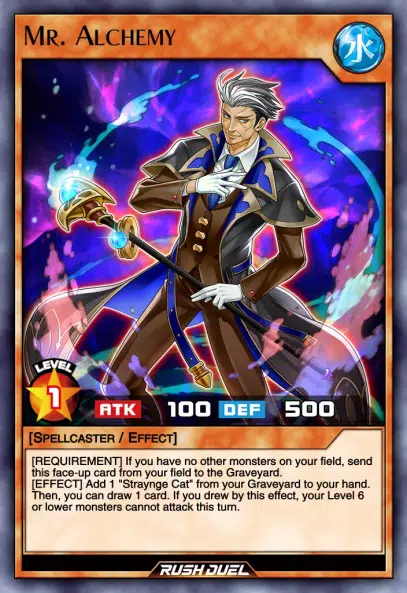 Mr. Alchemy
水
LEVEL
1
ATK 100 DEF 500
[Spellcaster / Effect]
[REQUIREMENT] If you have no other monsters on your field, send
this face-up card from your field to the Graveyard.
[EFFECT] Add 1 "Straynge Cat" from your Graveyard to your hand.
Then, you can draw 1 card. If you drew by this effect, your Level 6
or lower monsters cannot attack this turn.
RUSH DUEL